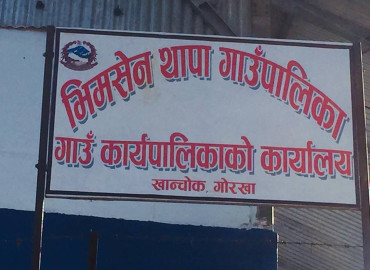 भिमसेन थापा गाउँपालिका
गाउँ कार्यपालिकाको कार्यालय
खान्चोक, गोरखा